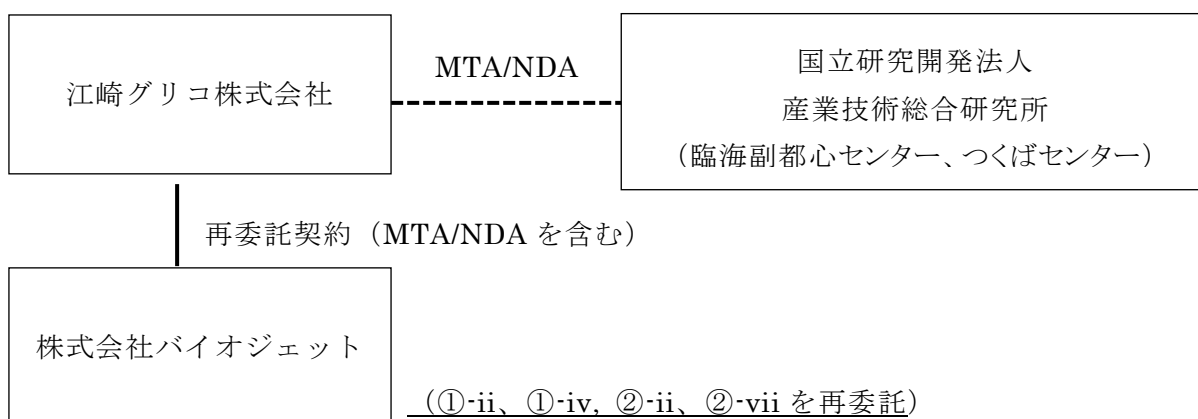 江崎グリコ株式会社
MTA/NDA
国立研究開発法人
産業技術総合研究所
（臨海副都心センター、つくばセンター）
再委託契約（MTA/NDA を含む）
株式会社バイオジェット
（①-ii、①-iv, ②-ii、②-vii を再委託）